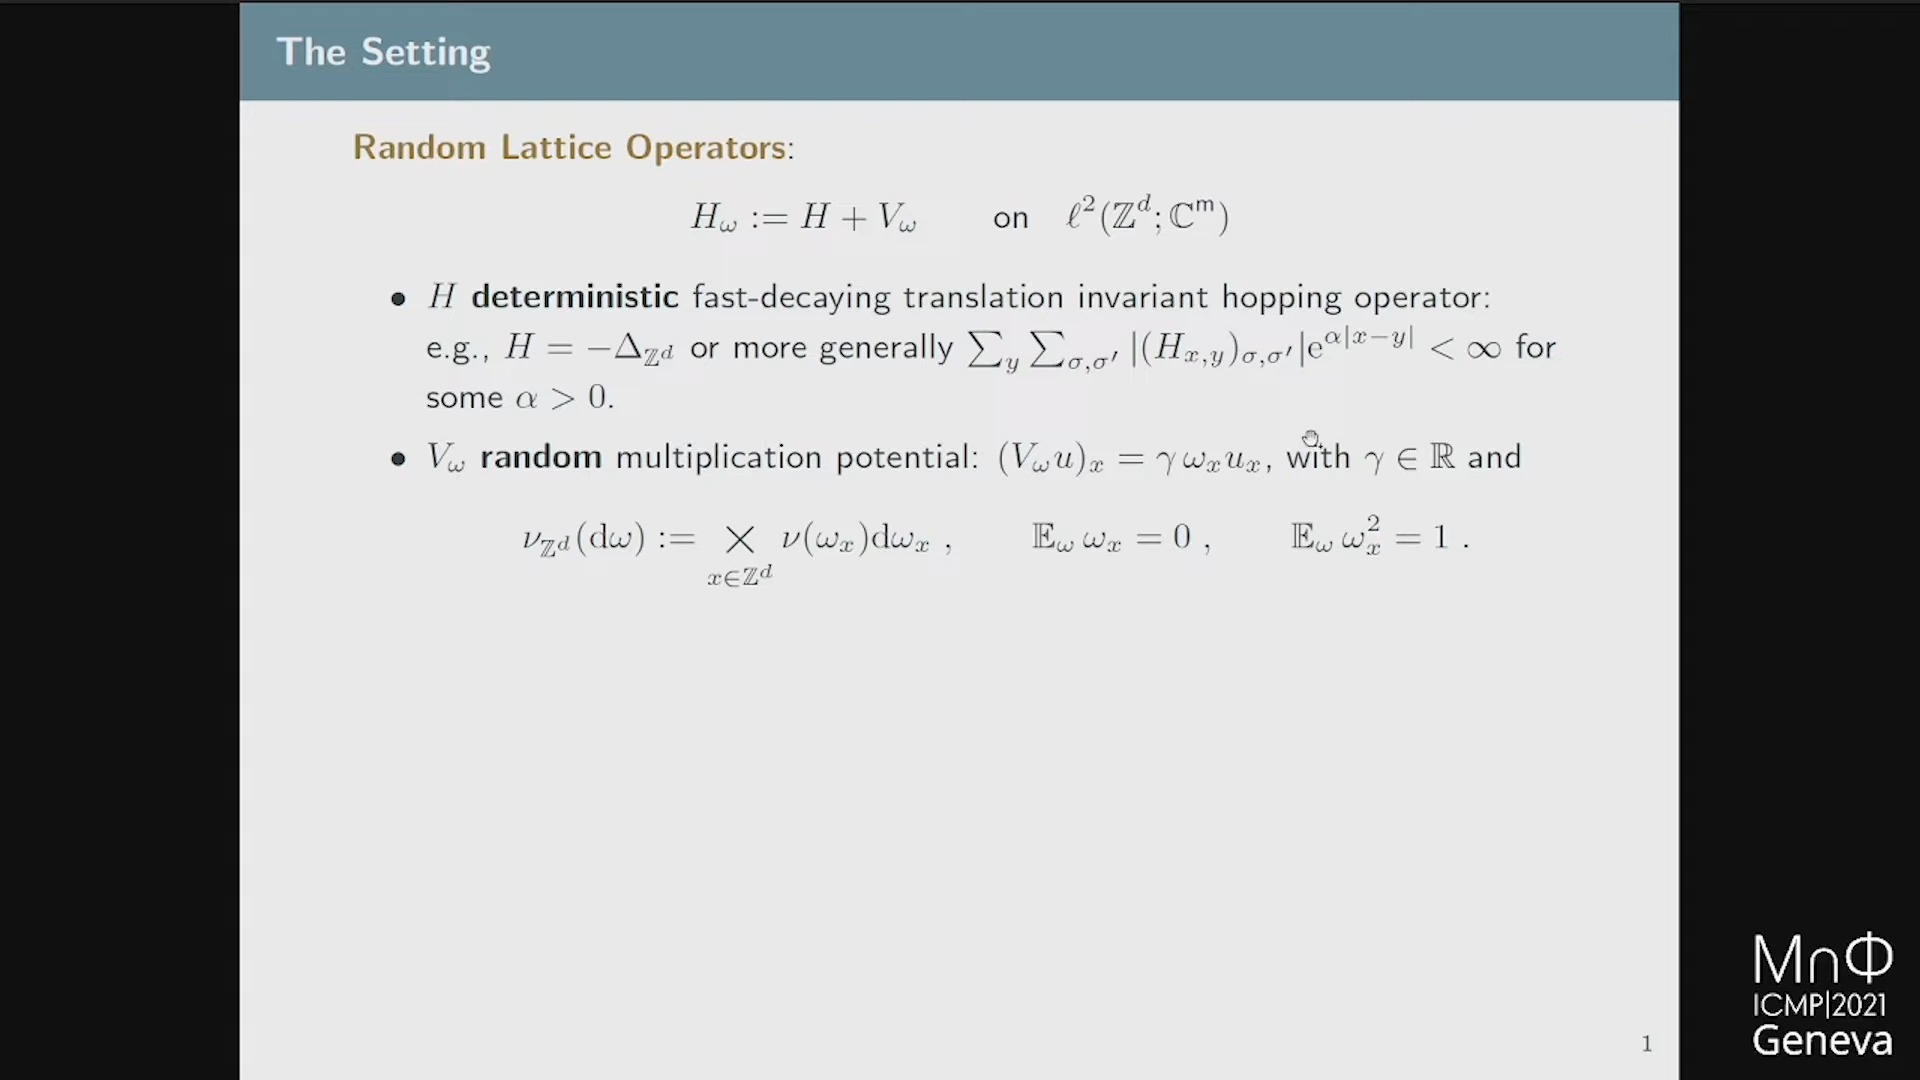 The Setting
Random Lattice Operators:
H_ω := H + V_ω on ℓ²(ℤ^d; ℂ^m)
• H deterministic fast-decaying translation invariant hopping operator:
e.g., H = −Δ_{ℤ^d} or more generally ∑_y ∑_{σ,σ′} |(H_{x,y})_{σ,σ′}|e^{α|x−y|} < ∞ for
some α > 0.
• V_ω random multiplication potential: (V_ω u)_x = γ ω_x u_x, with γ ∈ ℝ and
ν_{ℤ^d}(dω) := ⨉_{x∈ℤ^d} ν(ω_x)dω_x , 𝔼_ω ω_x = 0 , 𝔼_ω ω_x² = 1 .
1
M∩Φ
ICMP|2021
Geneva